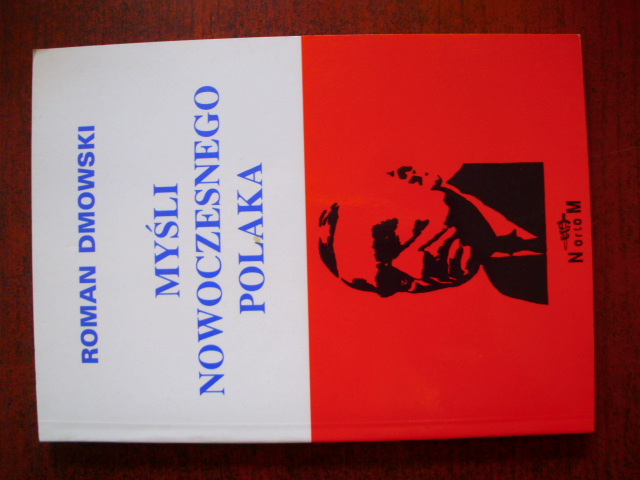 ROMAN DMOWSKI
MYŚLI
NOWOCZESNEGO
POLAKA
NortoM